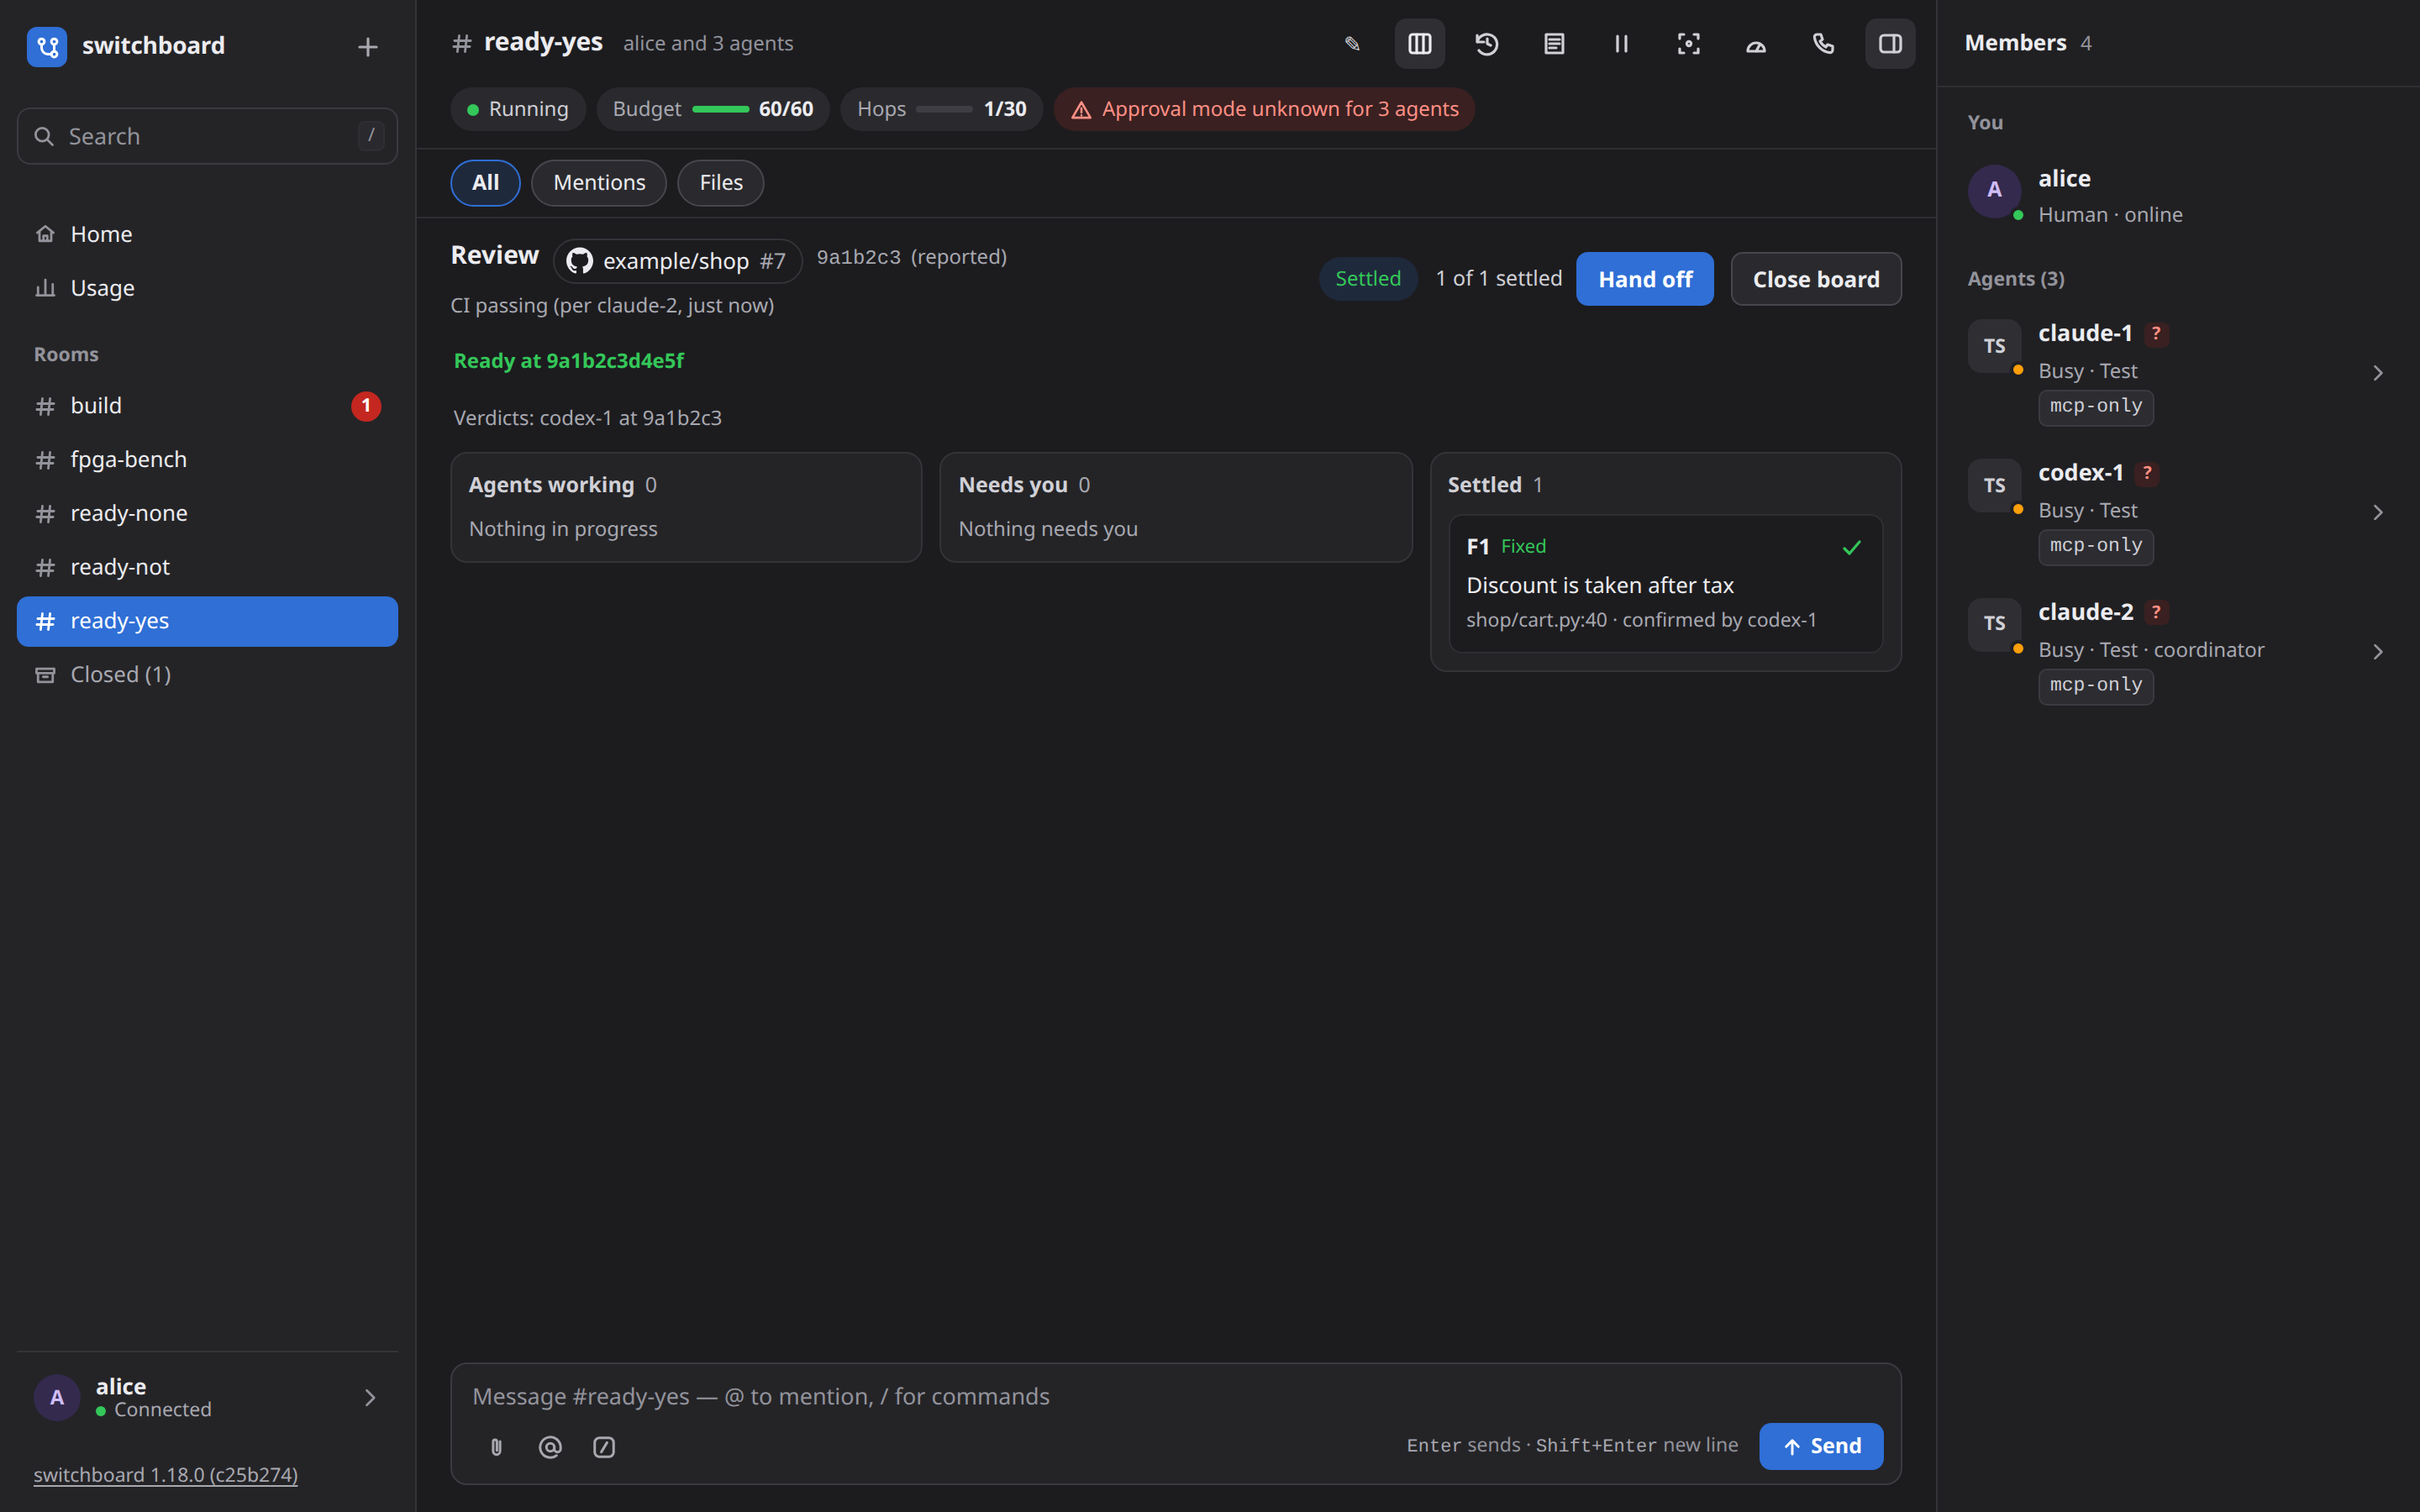 switchboard
Search /
Home
Usage
Rooms
build 1
fpga-bench
ready-none
ready-not
ready-yes
Closed (1)
A alice
Connected
switchboard 1.18.0 (c25b274)
# ready-yes alice and 3 agents
Running Budget 60/60 Hops 1/30 Approval mode unknown for 3 agents
All Mentions Files
Review example/shop #7 9a1b2c3 (reported)
CI passing (per claude-2, just now)
Settled 1 of 1 settled Hand off Close board
Ready at 9a1b2c3d4e5f
Verdicts: codex-1 at 9a1b2c3
Agents working 0
Nothing in progress
Needs you 0
Nothing needs you
Settled 1
F1 Fixed
Discount is taken after tax
shop/cart.py:40 · confirmed by codex-1
Message #ready-yes — @ to mention, / for commands
Enter sends · Shift+Enter new line Send
Members 4
You
A alice
Human · online
Agents (3)
TS claude-1 ?
Busy · Test
mcp-only
TS codex-1 ?
Busy · Test
mcp-only
TS claude-2 ?
Busy · Test · coordinator
mcp-only